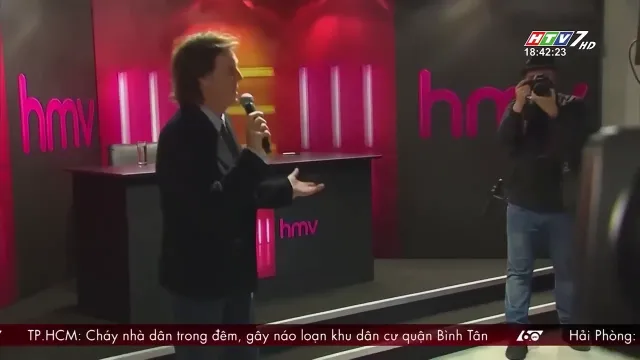 HTV7 HD
18:42:23
hmv
hmv
hmv
TP.HCM: Cháy nhà dân trong đêm, gây náo loạn khu dân cư quận Bình Tân
Hải Phòng: